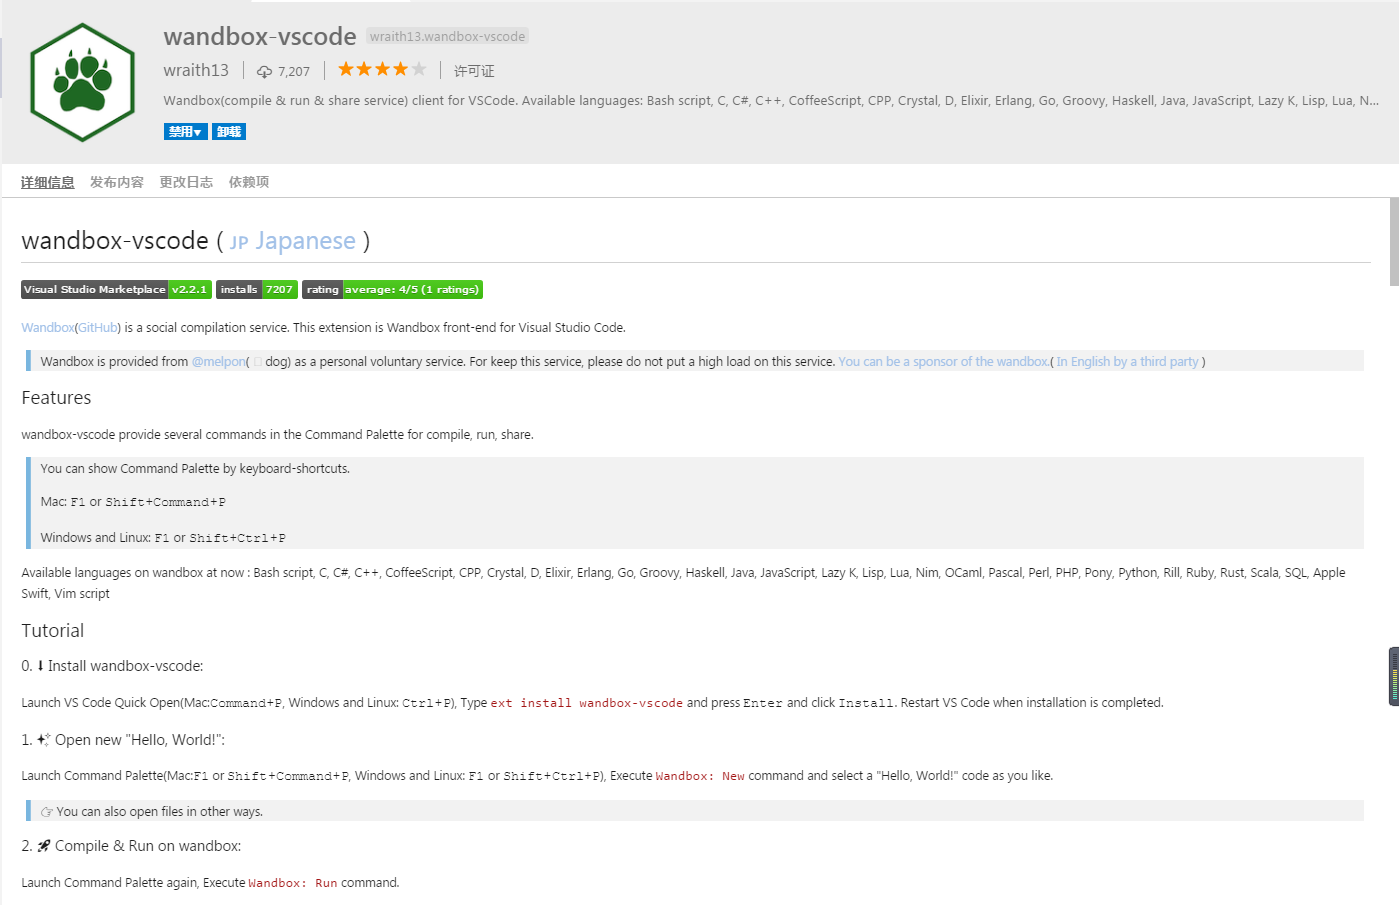 wandbox-vscode wraith13.wandbox-vscode
wraith13 7,207 许可证
Wandbox(compile & run & share service) client for VSCode. Available languages: Bash script, C, C#, C++, CoffeeScript, CPP, Crystal, D, Elixir, Erlang, Go, Groovy, Haskell, Java, JavaScript, Lazy K, Lisp, Lua, N...
禁用▾ 卸载
详细信息 发布内容 更改日志 依赖项
wandbox-vscode ( JP Japanese )
Visual Studio Marketplace v2.2.1 installs 7207 rating average: 4/5 (1 ratings)
Wandbox(GitHub) is a social compilation service. This extension is Wandbox front-end for Visual Studio Code.
Wandbox is provided from @melpon( dog) as a personal voluntary service. For keep this service, please do not put a high load on this service. You can be a sponsor of the wandbox.( In English by a third party )
Features
wandbox-vscode provide several commands in the Command Palette for compile, run, share.
You can show Command Palette by keyboard-shortcuts.
Mac: F1 or Shift+Command+P
Windows and Linux: F1 or Shift+Ctrl+P
Available languages on wandbox at now : Bash script, C, C#, C++, CoffeeScript, CPP, Crystal, D, Elixir, Erlang, Go, Groovy, Haskell, Java, JavaScript, Lazy K, Lisp, Lua, Nim, OCaml, Pascal, Perl, PHP, Pony, Python, Rill, Ruby, Rust, Scala, SQL, Apple
Swift, Vim script
Tutorial
0. ⬇ Install wandbox-vscode:
Launch VS Code Quick Open(Mac:Command+P, Windows and Linux: Ctrl+P), Type ext install wandbox-vscode and press Enter and click Install. Restart VS Code when installation is completed.
1. ✨ Open new "Hello, World!":
Launch Command Palette(Mac:F1 or Shift+Command+P, Windows and Linux: F1 or Shift+Ctrl+P), Execute Wandbox: New command and select a "Hello, World!" code as you like.
👉 You can also open files in other ways.
2. 🚀 Compile & Run on wandbox:
Launch Command Palette again, Execute Wandbox: Run command.